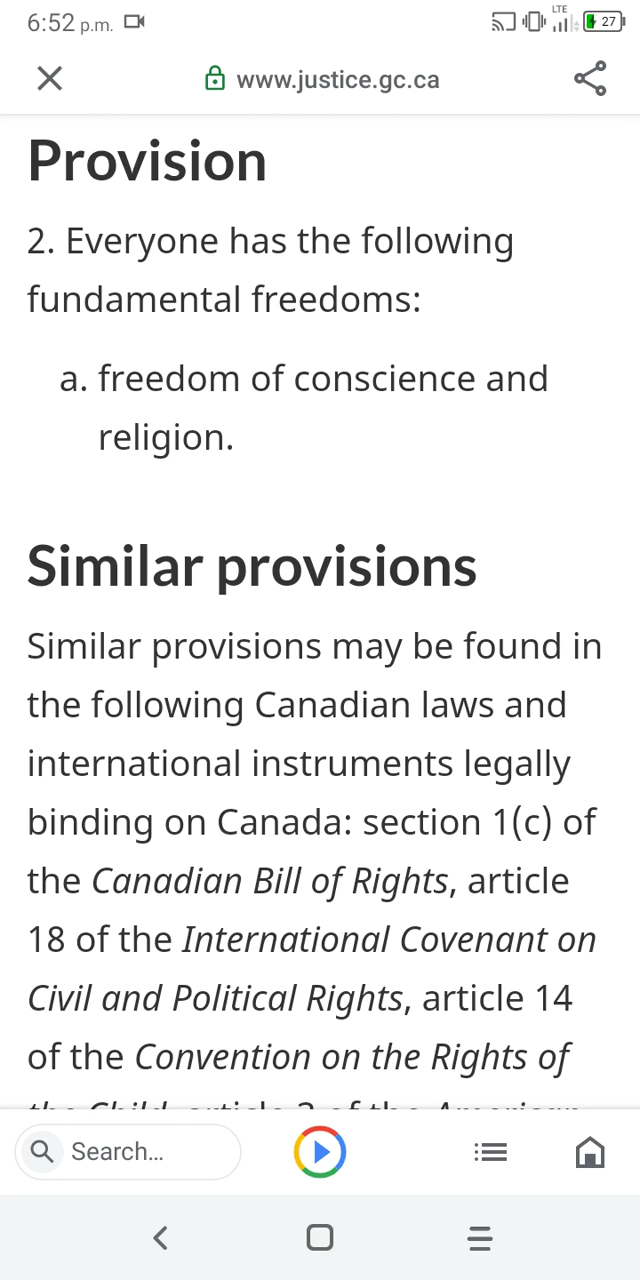 6:52 p.m.
LTE
27
www.justice.gc.ca
Provision
2. Everyone has the following
fundamental freedoms:
a. freedom of conscience and
religion.
Similar provisions
Similar provisions may be found in
the following Canadian laws and
international instruments legally
binding on Canada: section 1(c) of
the Canadian Bill of Rights, article
18 of the International Covenant on
Civil and Political Rights, article 14
of the Convention on the Rights of
Search...